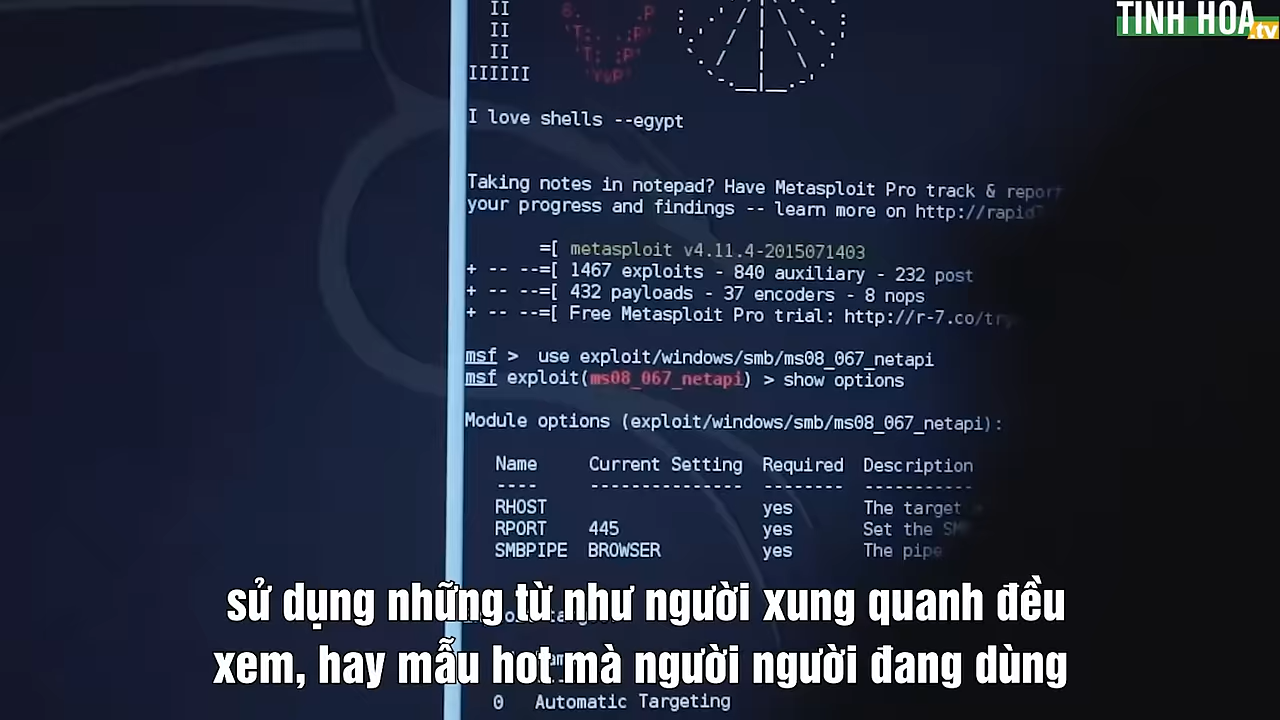 TINH HOA
.tv
II
II
II
IIIIII
I love shells --egypt
Taking notes in notepad? Have Metasploit Pro track & report
your progress and findings -- learn more on http://rapid
=[ metasploit v4.11.4-2015071403
+ -- --=[ 1467 exploits - 840 auxiliary - 232 post
+ -- --=[ 432 payloads - 37 encoders - 8 nops
+ -- --=[ Free Metasploit Pro trial: http://r-7.co/try
msf > use exploit/windows/smb/ms08_067_netapi
msf exploit(ms08_067_netapi) > show options
Module options (exploit/windows/smb/ms08_067_netapi):
Name Current Setting Required Description
---- --------------- -------- -----------
RHOST yes The target
RPORT 445 yes Set the SM
SMBPIPE BROWSER yes The pipe
sử dụng những từ như người xung quanh đều
xem, hay mẫu hot mà người người đang dùng
0 Automatic Targeting